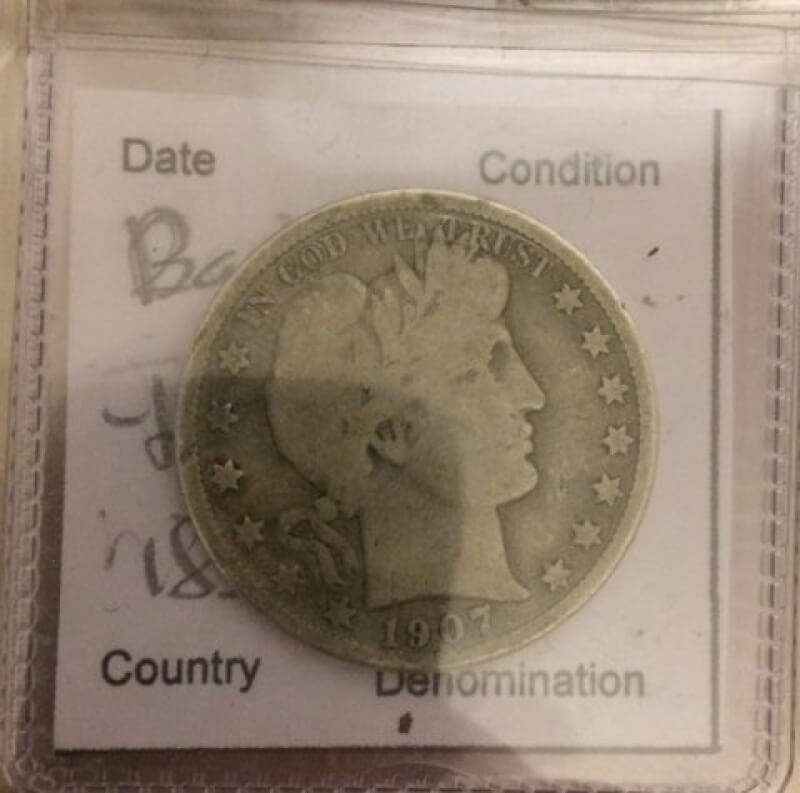 Date Condition
IN GOD WE TRUST
1907
Country Denomination